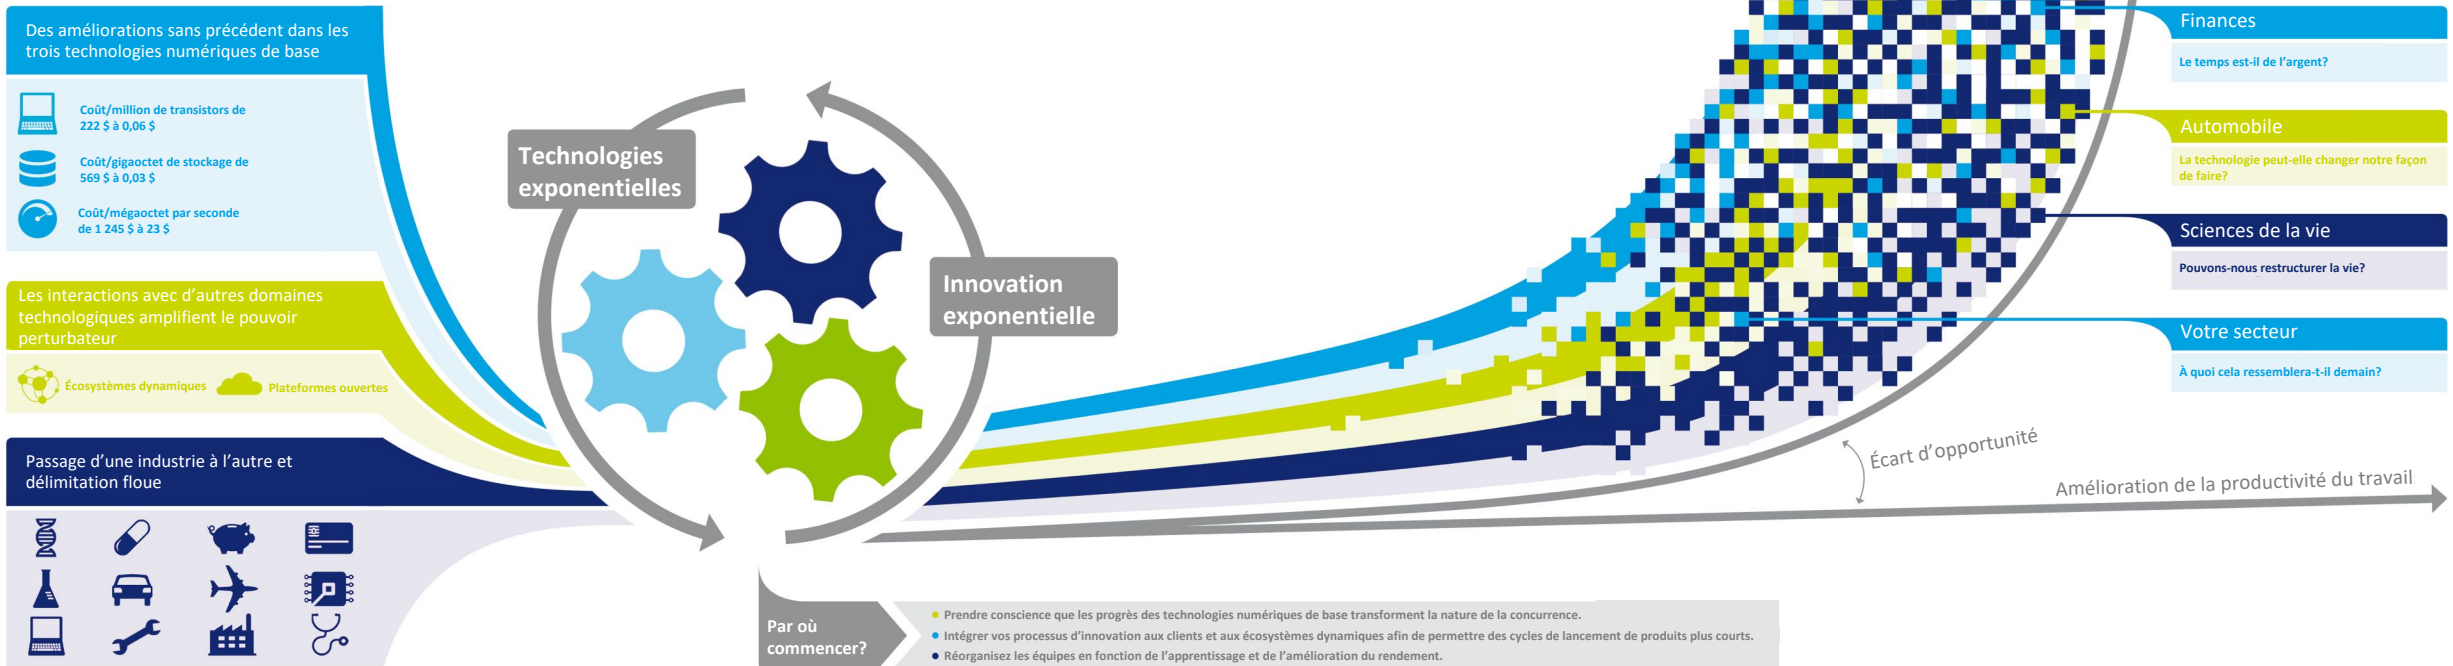 Des améliorations sans précédent dans les
trois technologies numériques de base
Coût/million de transistors de
222 $ à 0,06 $
Coût/gigaoctet de stockage de
569 $ à 0,03 $
Coût/mégaoctet par seconde
de 1 245 $ à 23 $
Les interactions avec d'autres domaines
technologiques amplifient le pouvoir
perturbateur
Écosystèmes dynamiques
Plateformes ouvertes
Passage d'une industrie à l'autre et
délimitation floue
Technologies
exponentielles
Innovation
exponentielle
Finances
Le temps est-il de l'argent?
Automobile
La technologie peut-elle changer notre façon
de faire?
Sciences de la vie
Pouvons-nous restructurer la vie?
Votre secteur
À quoi cela ressemblera-t-il demain?
Écart d'opportunité
Amélioration de la productivité du travail
Par où
commencer?
• Prendre conscience que les progrès des technologies numériques de base transforment la nature de la concurrence.
• Intégrer vos processus d'innovation aux clients et aux écosystèmes dynamiques afin de permettre des cycles de lancement de produits plus courts.
• Réorganisez les équipes en fonction de l'apprentissage et de l'amélioration du rendement.